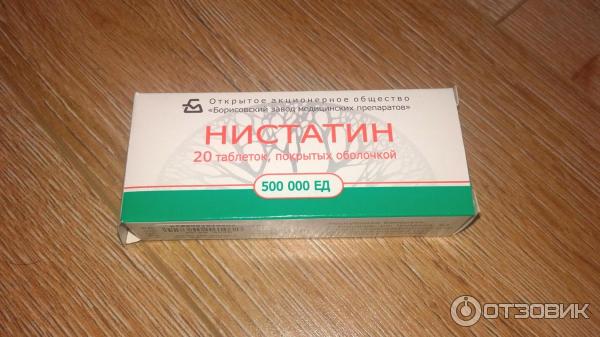 Открытое акционерное общество
«Борисовский завод медицинских препаратов»
НИСТАТИН
20 таблеток, покрытых оболочкой
500 000 ЕД
ОТЗОВИК